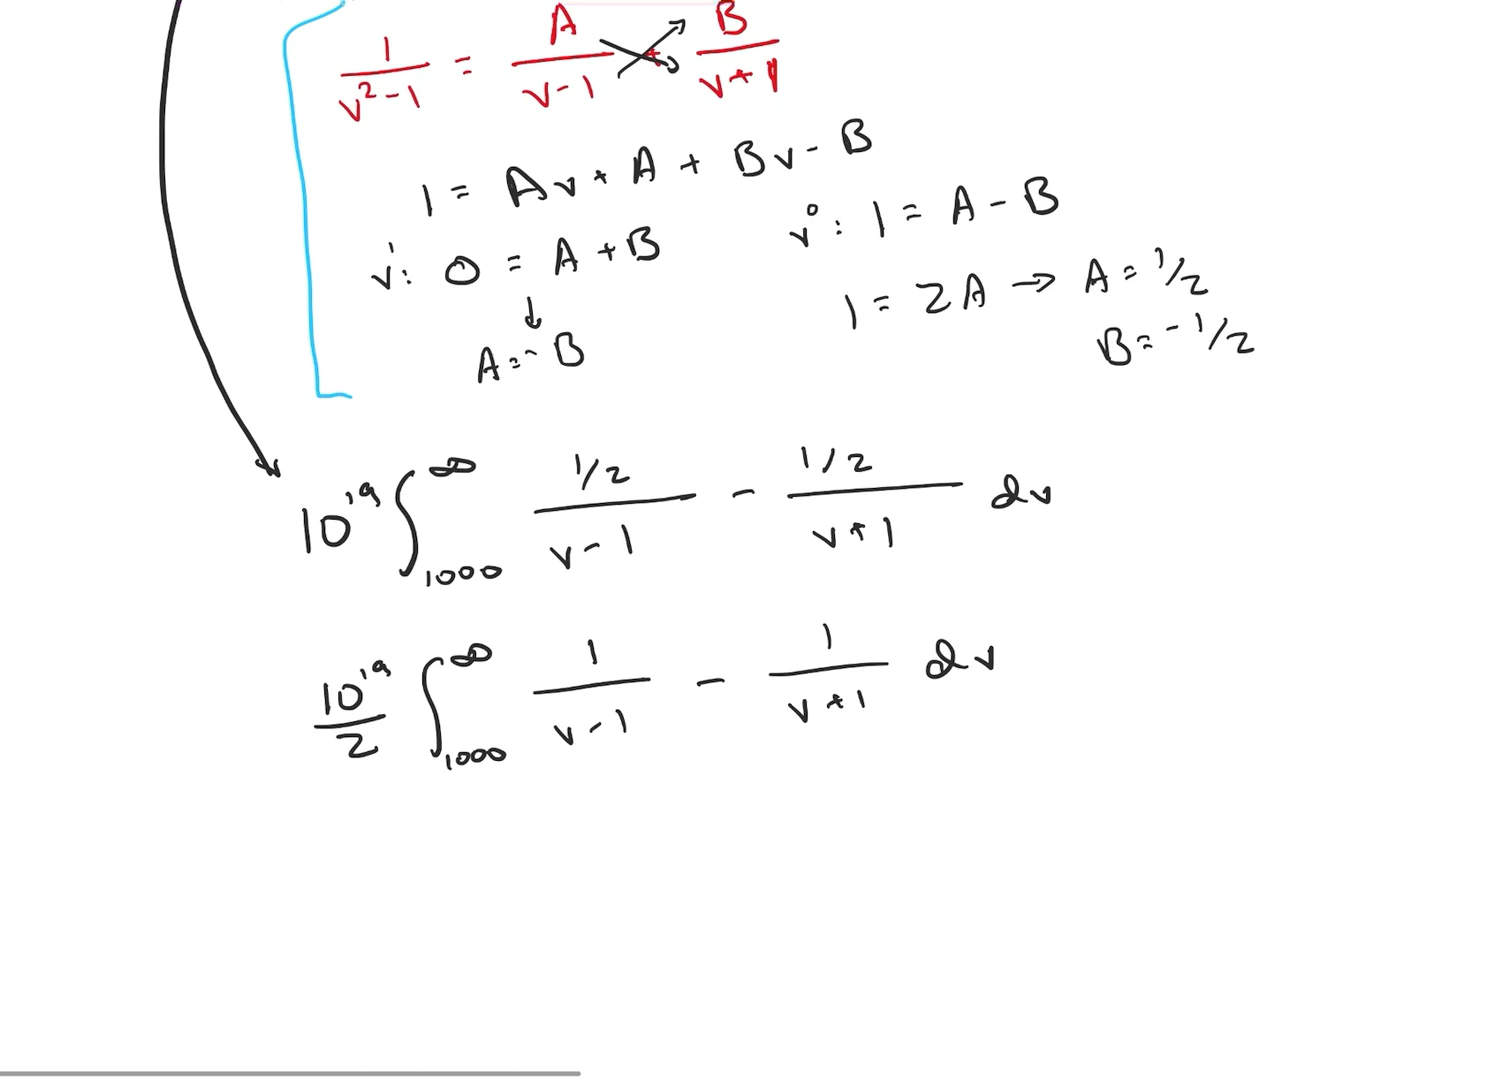 1/(v²-1) = A/(v-1) + B/(v+1)
1 = Av + A + Bv - B
v¹: 0 = A + B
v⁰: 1 = A - B
↓
A = -B
1 = 2A → A = 1/2
B = -1/2
10¹⁹ ∫₁₀₀₀^∞ (1/2)/(v-1) - (1/2)/(v+1) dv
10¹⁹/2 ∫₁₀₀₀^∞ 1/(v-1) - 1/(v+1) dv